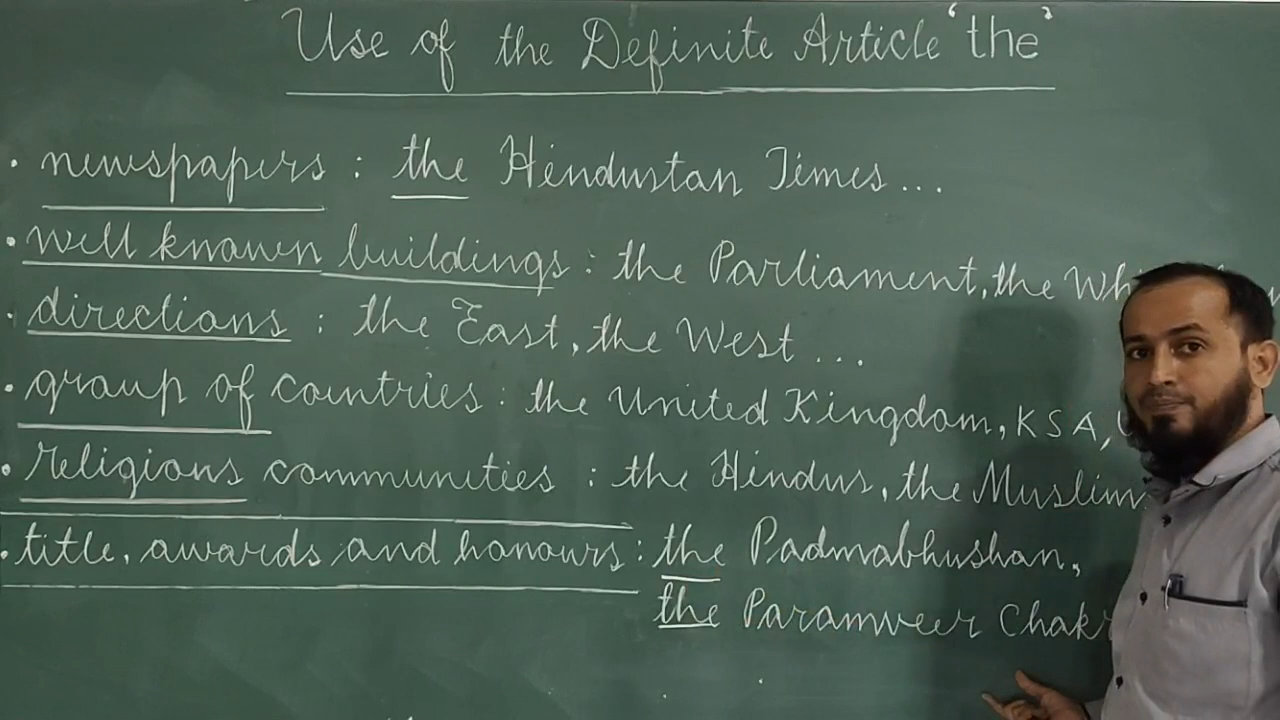 Use of the Definite Article 'the'
• newspapers : the Hindustan Times...
• well known buildings : the Parliament, the
• directions : the East, the West...
• group of countries : the United Kingdom, KSA,
• religious communities : the Hindus, the Muslim
• title, awards and honours : the Padmabhushan,
the Paramveer